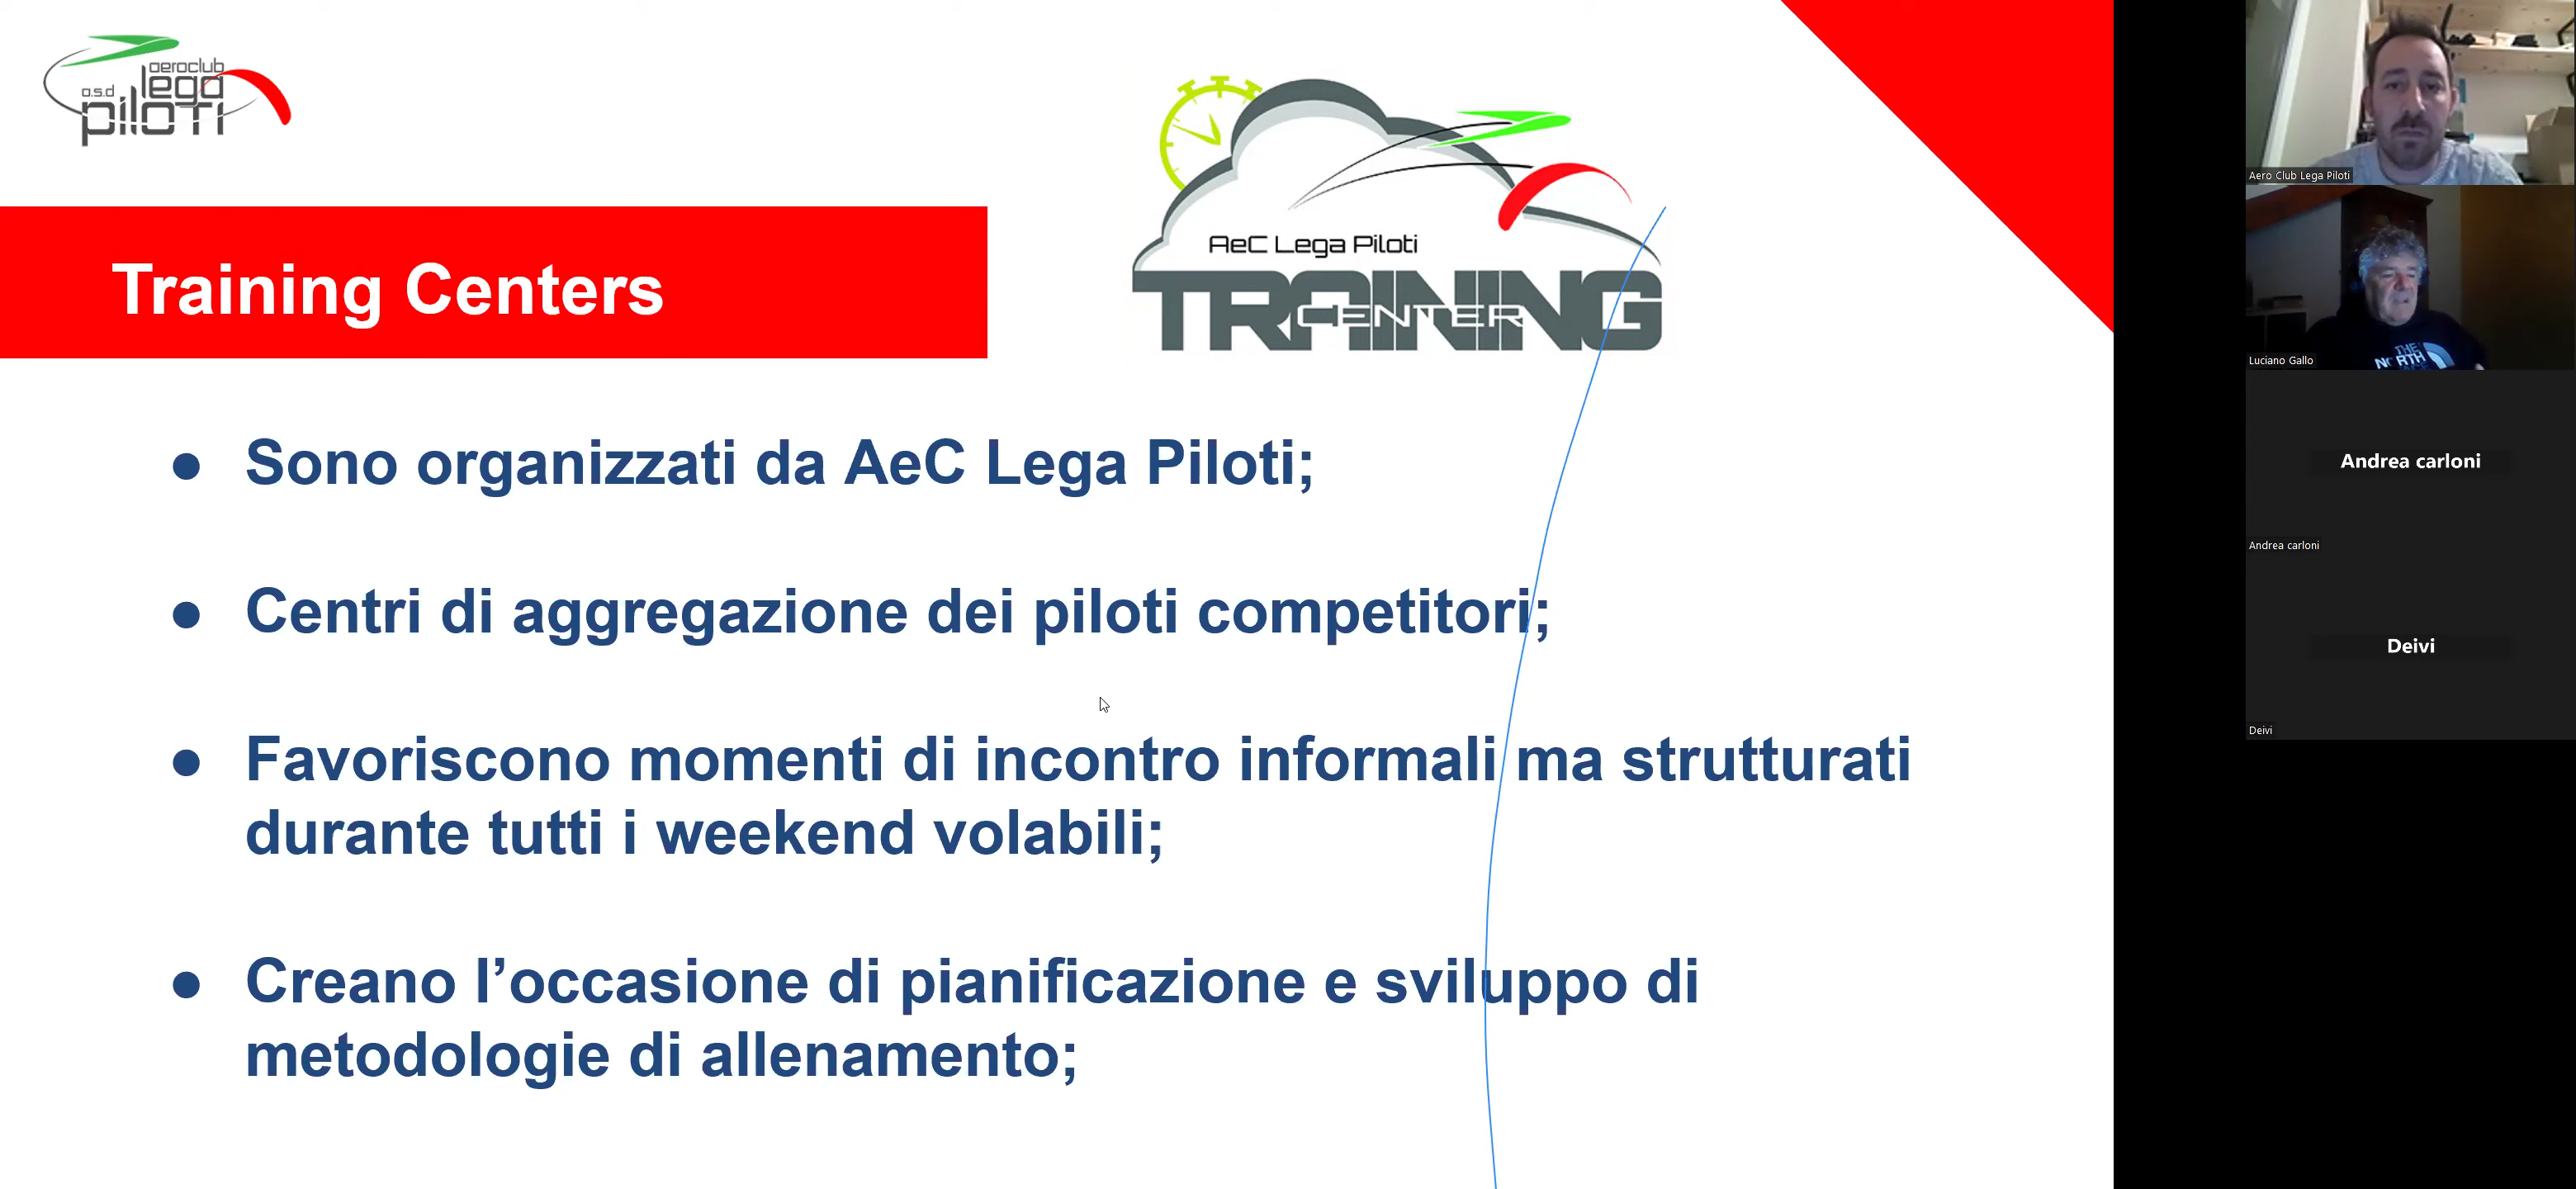 aeroclub
a.s.d lega
piloti
AeC Lega Piloti
TRAINING
CENTER
Training Centers
● Sono organizzati da AeC Lega Piloti;
● Centri di aggregazione dei piloti competitori;
● Favoriscono momenti di incontro informali ma strutturati
durante tutti i weekend volabili;
● Creano l’occasione di pianificazione e sviluppo di
metodologie di allenamento;
Aero Club Lega Piloti
THE
NORTH
Luciano Gallo
Andrea carloni
Andrea carloni
Deivi
Deivi